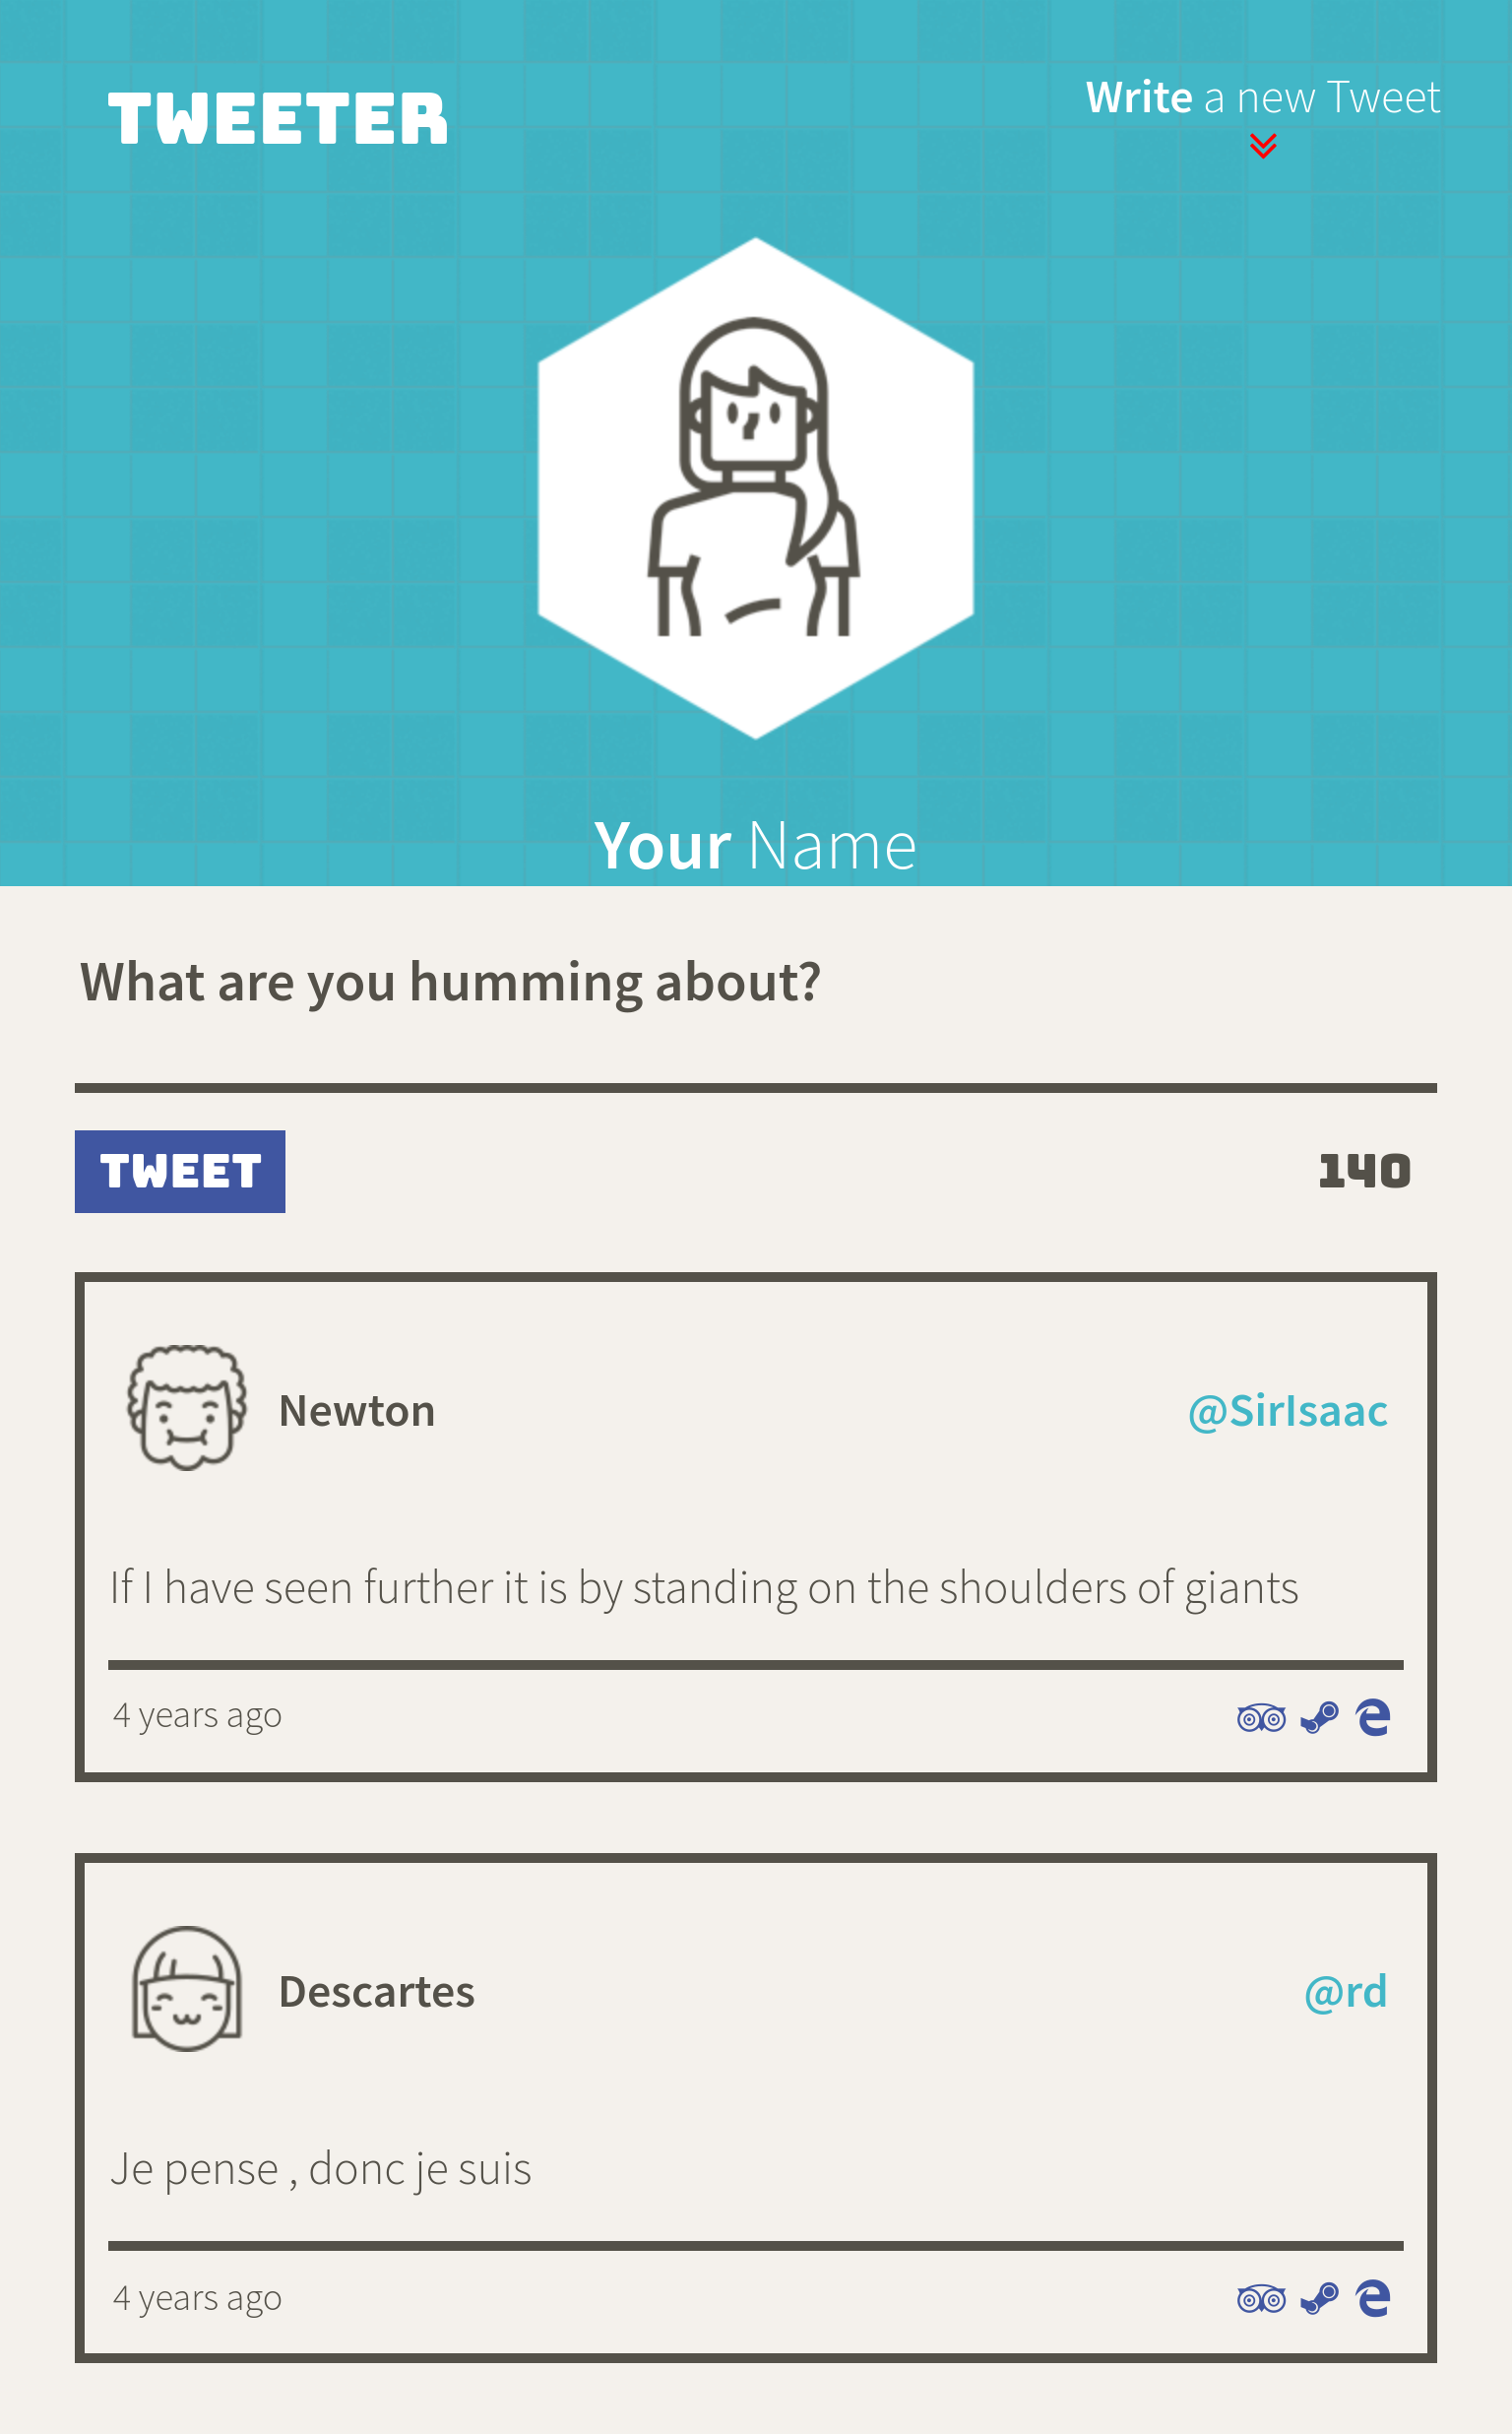 TWEETER
Write a new Tweet
Your Name
What are you humming about?
TWEET
140
Newton
@SirIsaac
If I have seen further it is by standing on the shoulders of giants
4 years ago
Descartes
@rd
Je pense , donc je suis
4 years ago